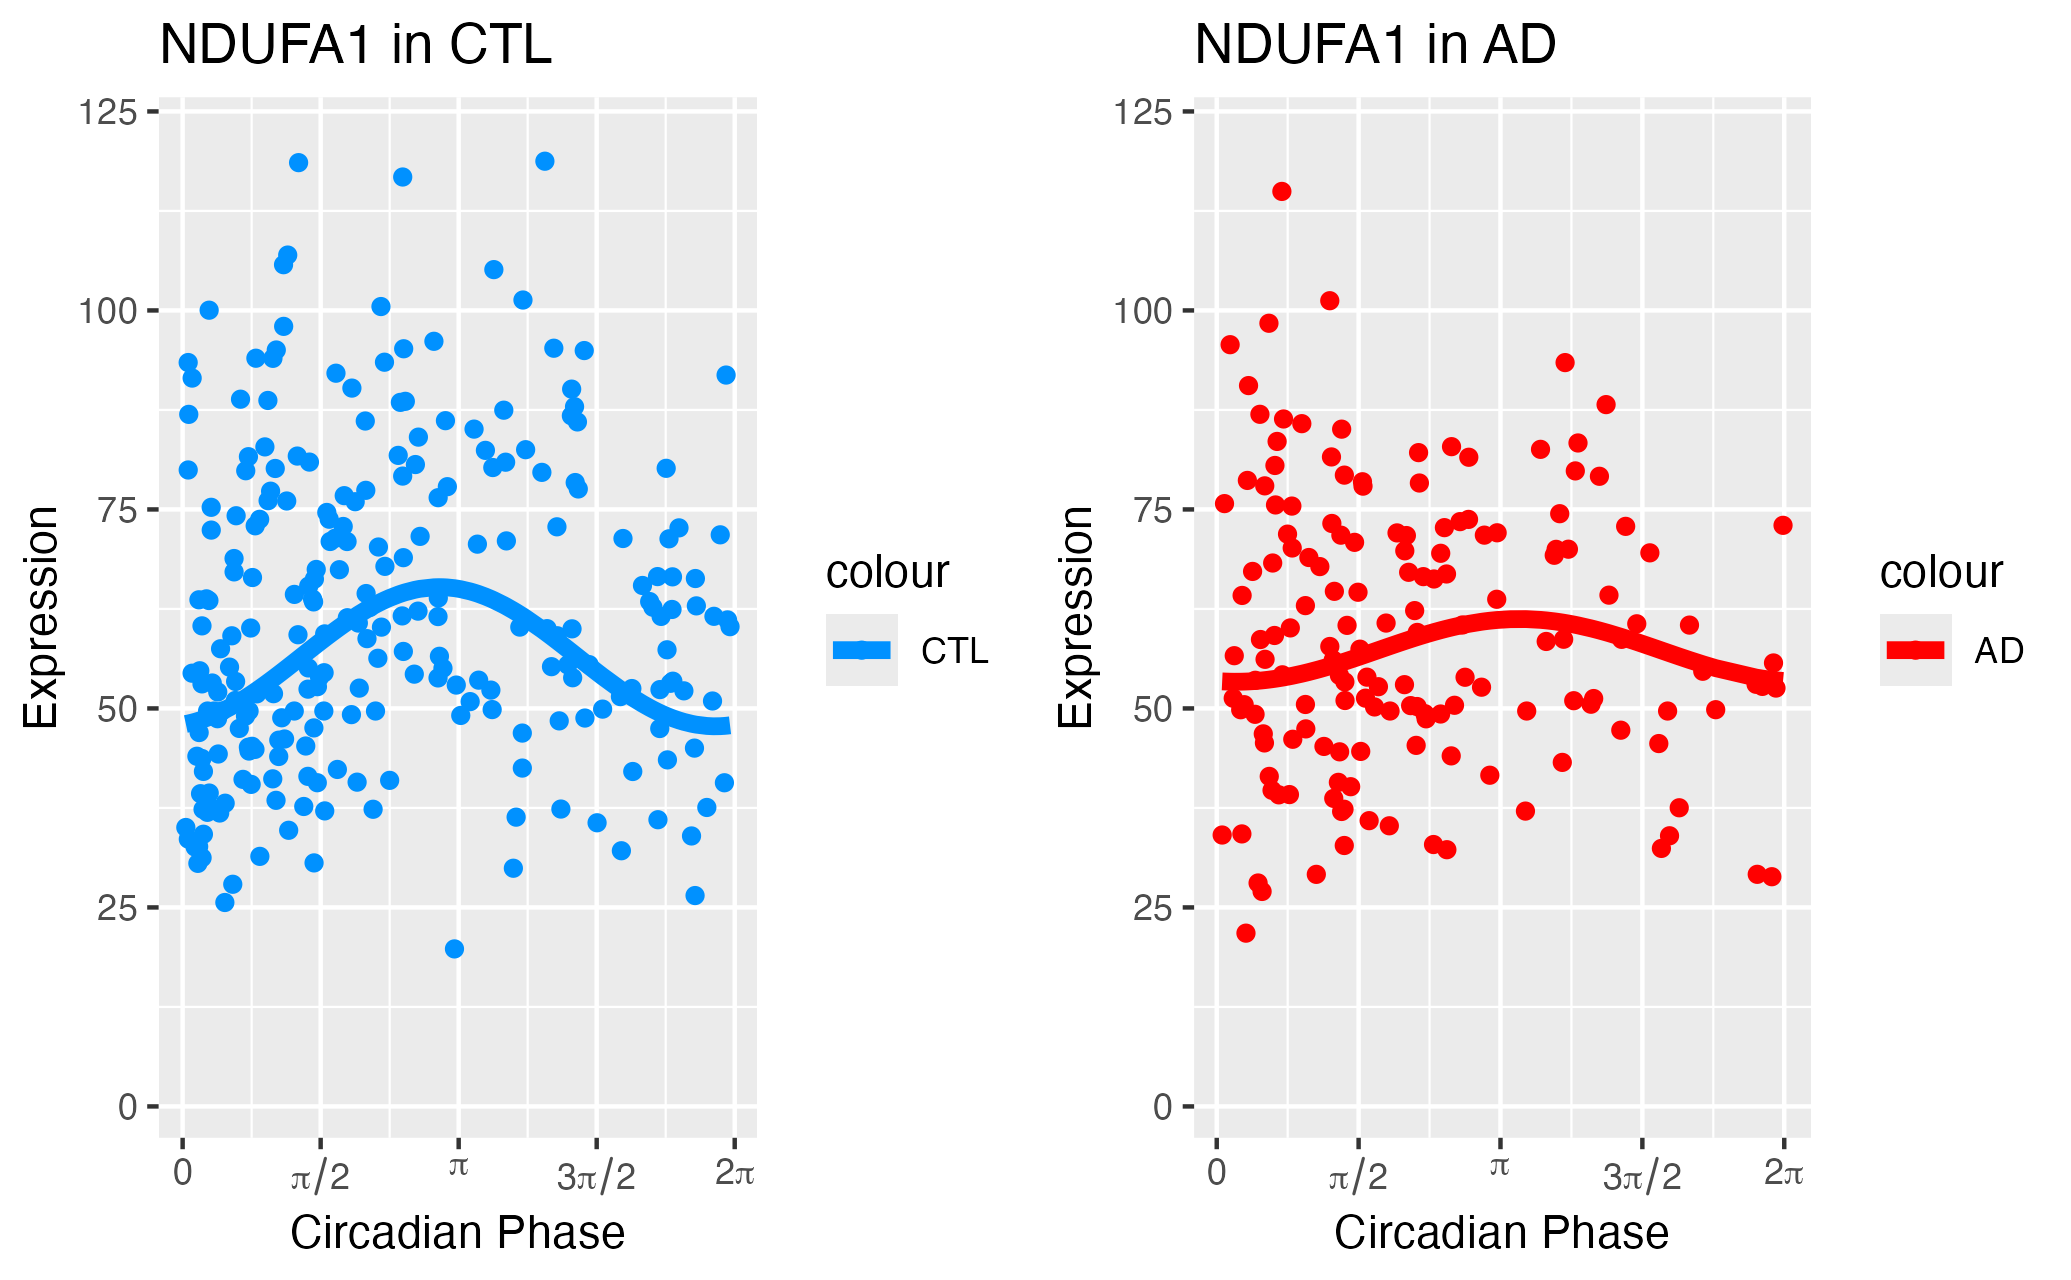 NDUFA1 in CTL
Expression
125
100
75
50
25
0
0 π/2 π 3π/2 2π
Circadian Phase
colour
CTL
NDUFA1 in AD
Expression
125
100
75
50
25
0
0 π/2 π 3π/2 2π
Circadian Phase
colour
AD